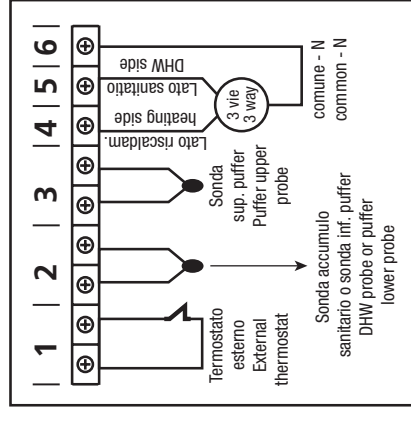 1
2
3
4
5
6
Termostato
esterno
External
thermostat
Sonda accumulo
sanitario o sonda inf. puffer
DHW probe or puffer
lower probe
Sonda
sup. puffer
Puffer upper
probe
Lato riscaldam.
heating side
Lato sanitatio
DHW side
3 vie
3 way
comune - N
common - N